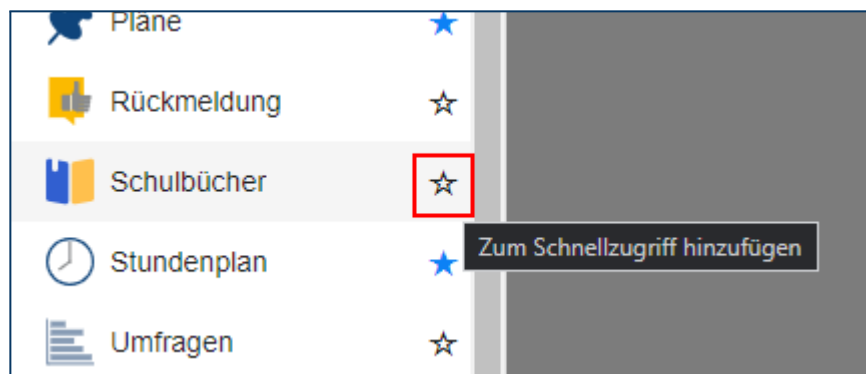 Pläne
Rückmeldung
Schulbücher
Zum Schnellzugriff hinzufügen
Stundenplan
Umfragen